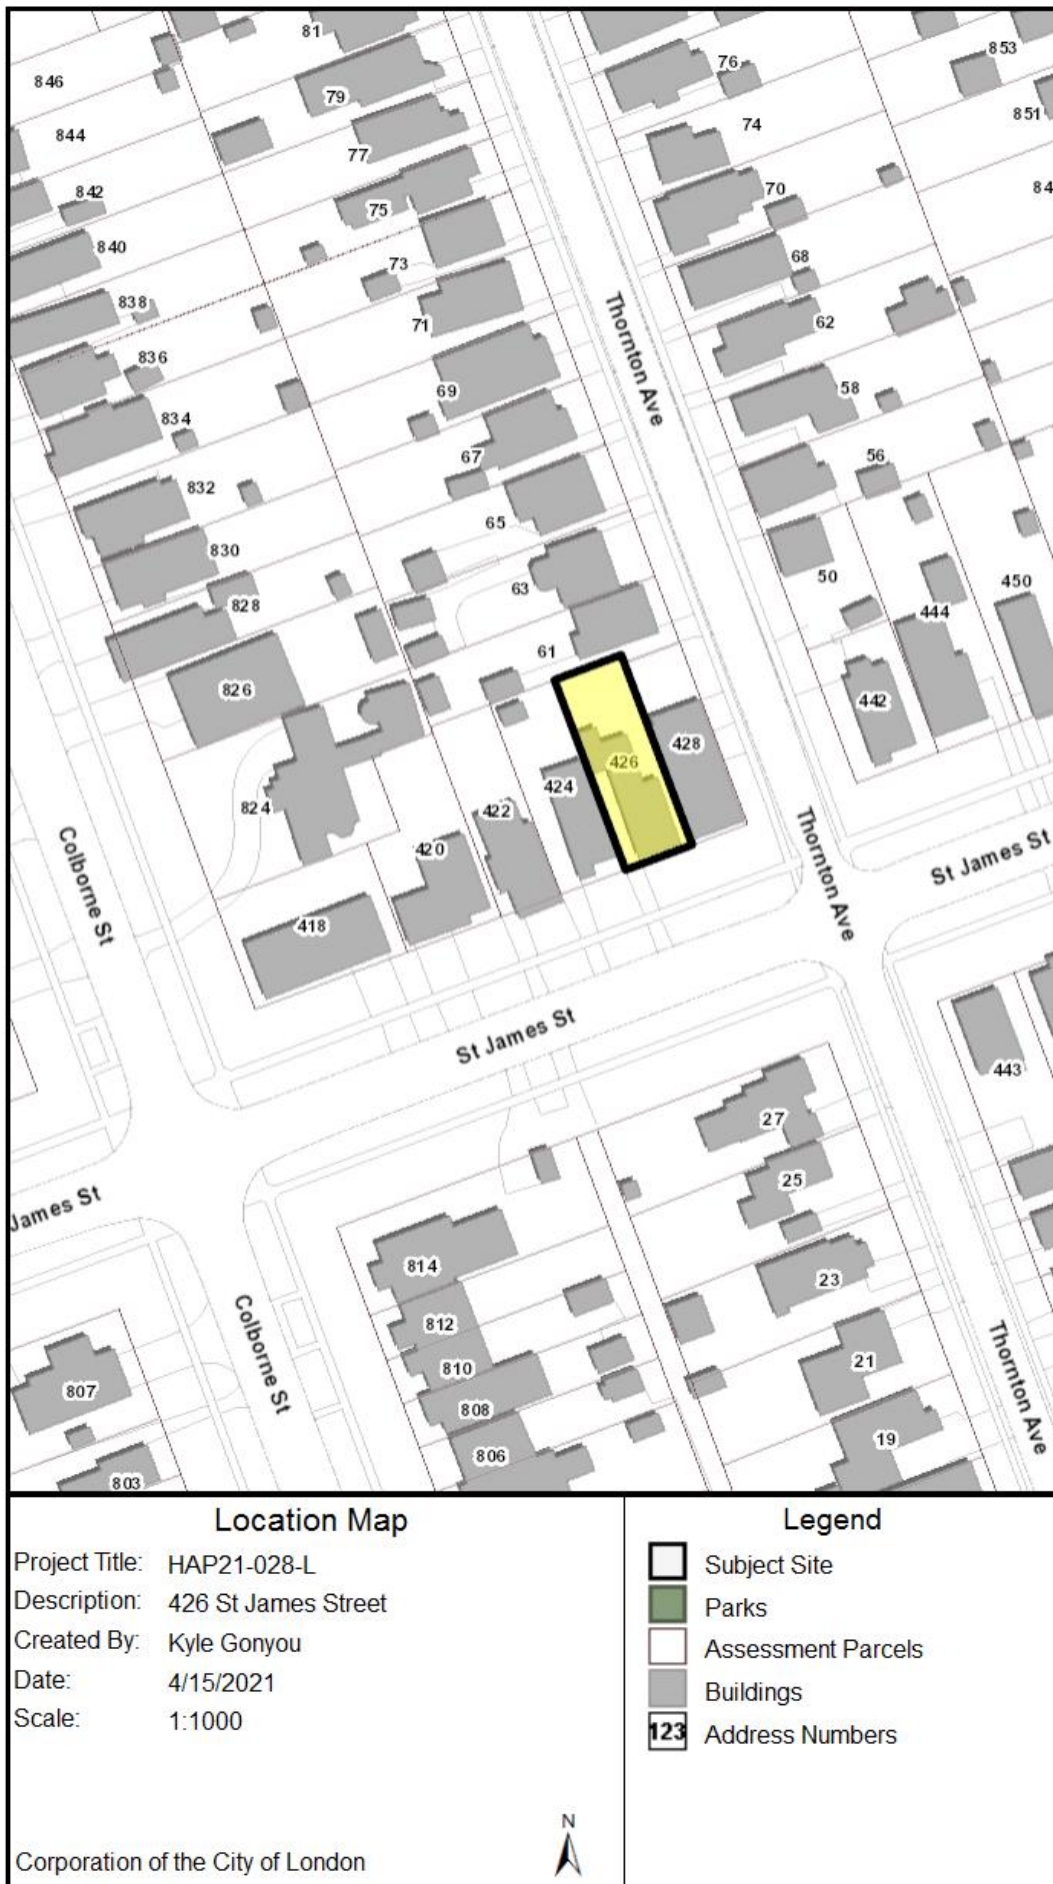 81
846
79
76
853
844
77
74
851
842
75
70
84
840
73
68
838
71
62
Thornton Ave
836
69
58
834
67
56
832
65
830
63
50
450
828
444
61
826
442
428
426
424
824
422
420
Colborne St
Thornton Ave
St James St
418
St James St
443
27
25
James St
814
23
812
Colborne St
810
21
Thornton Ave
807
808
19
806
803
Location Map
Project Title: HAP21-028-L
Description: 426 St James Street
Created By: Kyle Gonyou
Date: 4/15/2021
Scale: 1:1000
N
Corporation of the City of London
Legend
Subject Site
Parks
Assessment Parcels
Buildings
123 Address Numbers